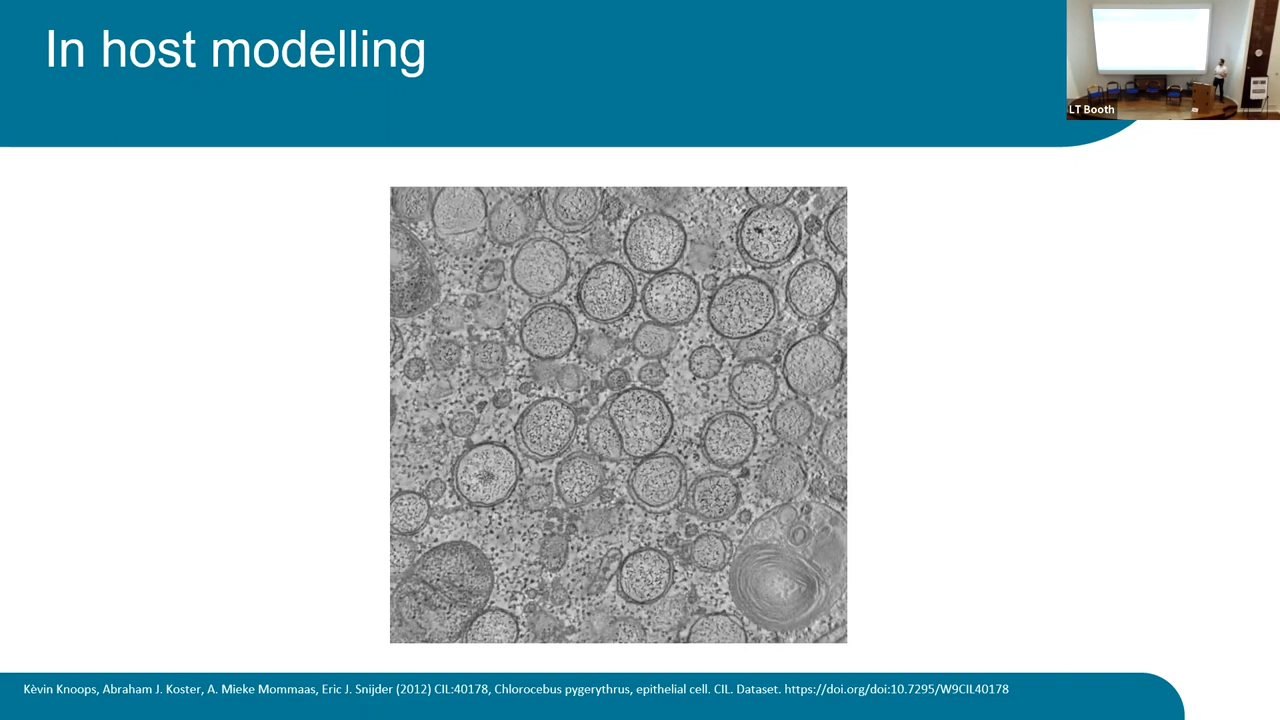 In host modelling
LT Booth
Kèvin Knoops, Abraham J. Koster, A. Mieke Mommaas, Eric J. Snijder (2012) CIL:40178, Chlorocebus pygerythrus, epithelial cell. CIL. Dataset. https://doi.org/doi:10.7295/W9CIL40178